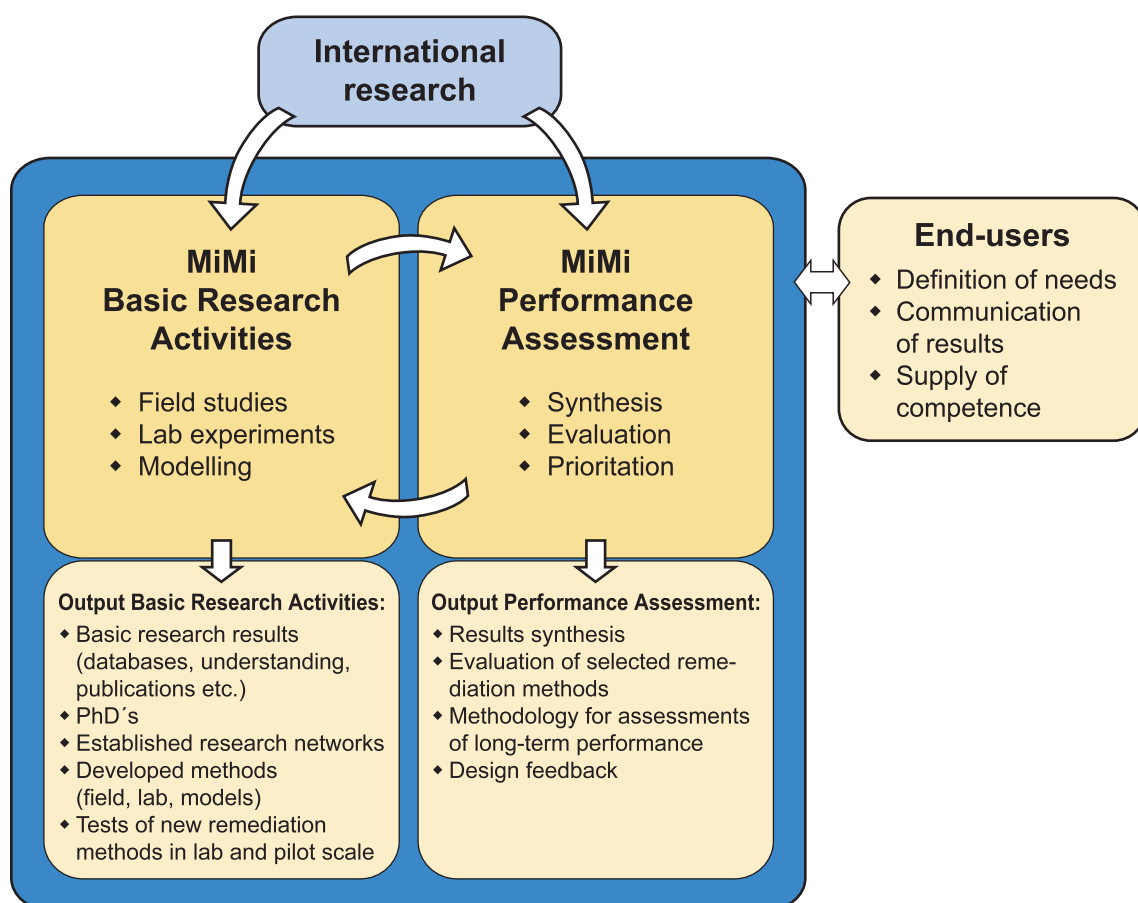 International
research
MiMi
Basic Research
Activities
◆ Field studies
◆ Lab experiments
◆ Modelling
MiMi
Performance
Assessment
◆ Synthesis
◆ Evaluation
◆ Prioritation
End-users
◆ Definition of needs
◆ Communication
of results
◆ Supply of
competence
Output Basic Research Activities:
◆ Basic research results
(databases, understanding,
publications etc.)
◆ PhD´s
◆ Established research networks
◆ Developed methods
(field, lab, models)
◆ Tests of new remediation
methods in lab and pilot scale
Output Performance Assessment:
◆ Results synthesis
◆ Evaluation of selected reme-
diation methods
◆ Methodology for assessments
of long-term performance
◆ Design feedback